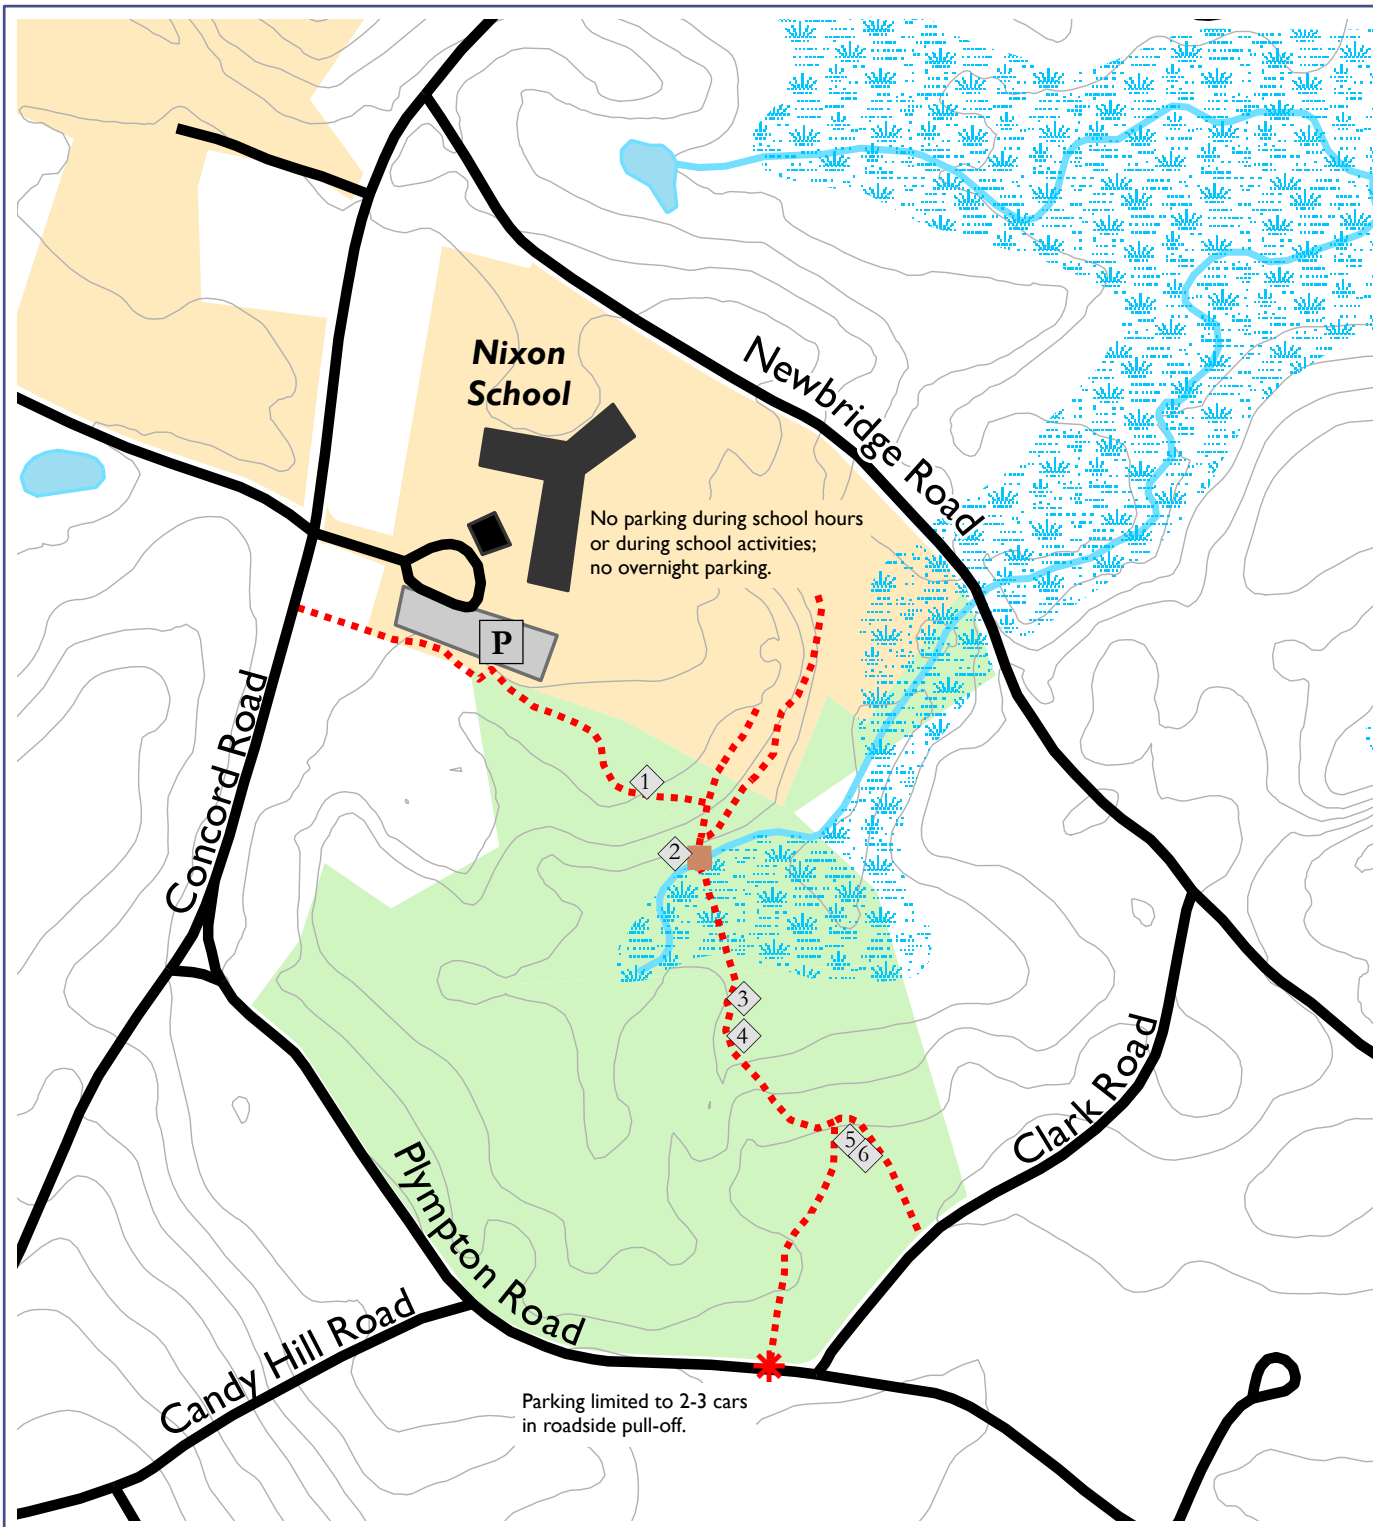 Nixon
School
Newbridge Road
No parking during school hours
or during school activities;
no overnight parking.
P
Concord Road
1
2
3
4
5
6
Clark Road
Plympton Road
Candy Hill Road
Parking limited to 2-3 cars
in roadside pull-off.